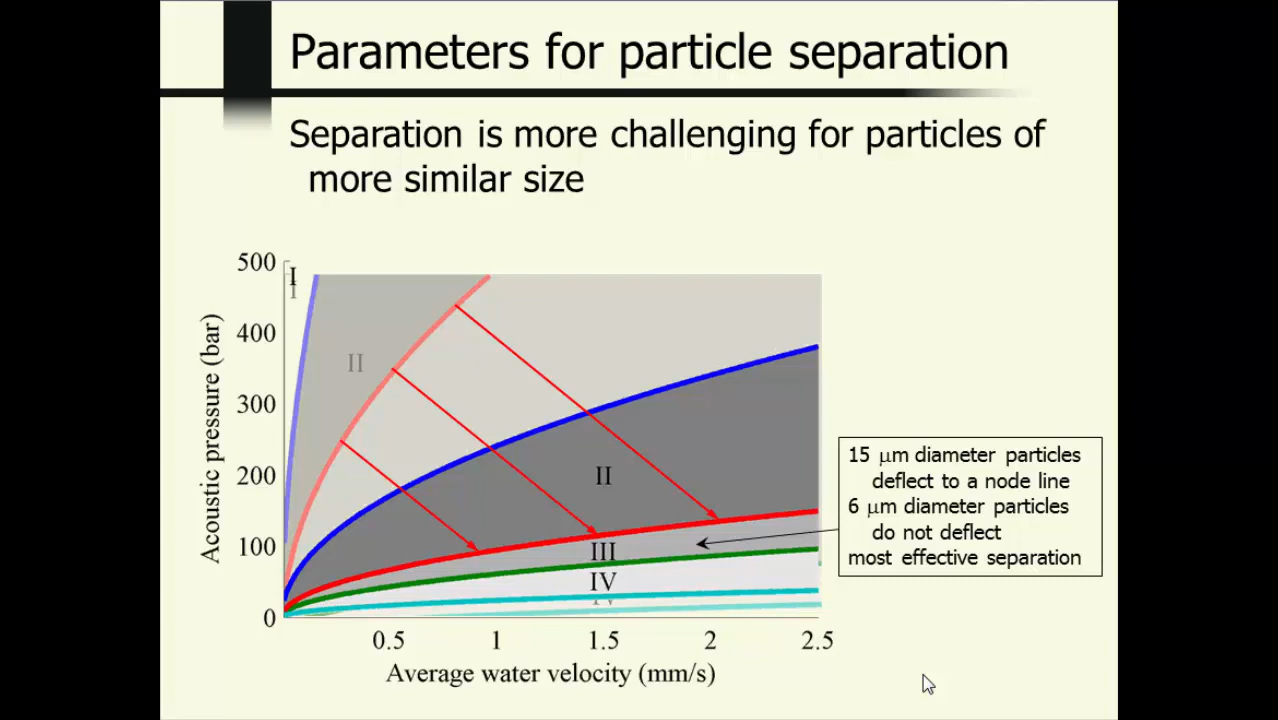 Parameters for particle separation
Separation is more challenging for particles of
more similar size
500
400
300
200
100
0
Acoustic pressure (bar)
I
I
II
II
III
IV
IV
0.5
1
1.5
2
2.5
Average water velocity (mm/s)
15 μm diameter particles
deflect to a node line
6 μm diameter particles
do not deflect
most effective separation